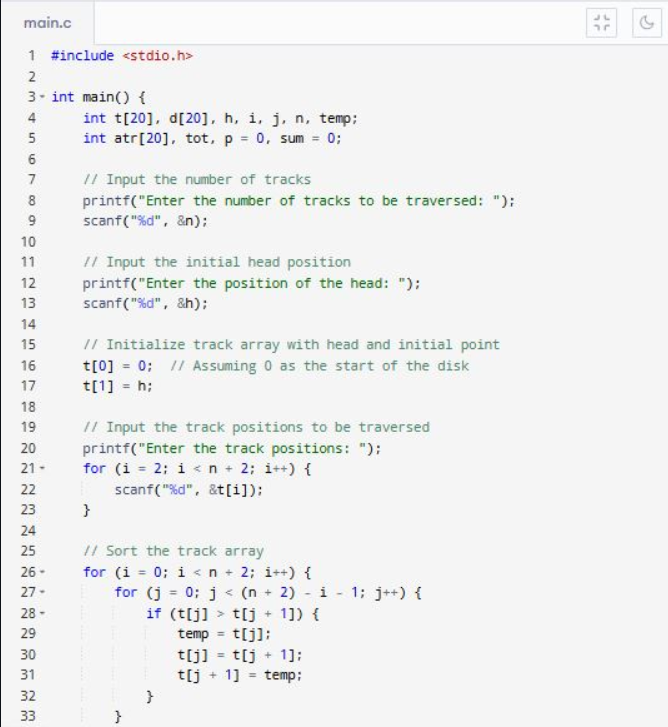 main.c
1 #include <stdio.h>
2
3 int main() {
4     int t[20], d[20], h, i, j, n, temp;
5     int atr[20], tot, p = 0, sum = 0;
6
7     // Input the number of tracks
8     printf("Enter the number of tracks to be traversed: ");
9     scanf("%d", &n);
10
11     // Input the initial head position
12     printf("Enter the position of the head: ");
13     scanf("%d", &h);
14
15     // Initialize track array with head and initial point
16     t[0] = 0;  // Assuming 0 as the start of the disk
17     t[1] = h;
18
19     // Input the track positions to be traversed
20     printf("Enter the track positions: ");
21     for (i = 2; i < n + 2; i++) {
22         scanf("%d", &t[i]);
23     }
24
25     // Sort the track array
26     for (i = 0; i < n + 2; i++) {
27         for (j = 0; j < (n + 2) - i - 1; j++) {
28             if (t[j] > t[j + 1]) {
29                 temp = t[j];
30                 t[j] = t[j + 1];
31                 t[j + 1] = temp;
32             }
33         }